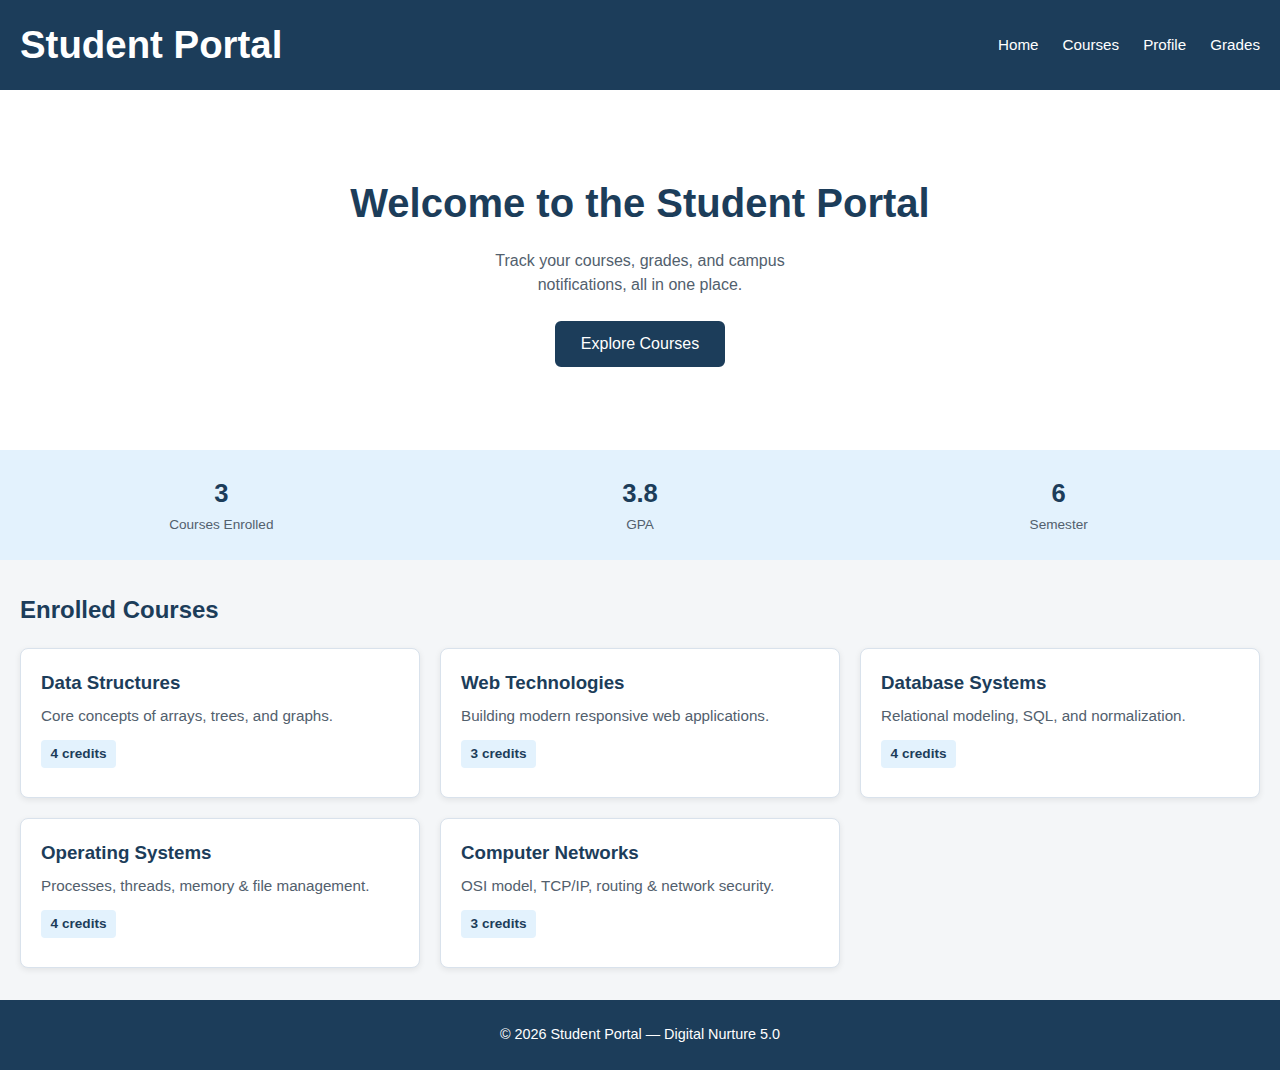 Student Portal
Home Courses Profile Grades
Welcome to the Student Portal
Track your courses, grades, and campus
notifications, all in one place.
Explore Courses
3
Courses Enrolled
3.8
GPA
6
Semester
Enrolled Courses
Data Structures
Core concepts of arrays, trees, and graphs.
4 credits
Web Technologies
Building modern responsive web applications.
3 credits
Database Systems
Relational modeling, SQL, and normalization.
4 credits
Operating Systems
Processes, threads, memory & file management.
4 credits
Computer Networks
OSI model, TCP/IP, routing & network security.
3 credits
© 2026 Student Portal — Digital Nurture 5.0